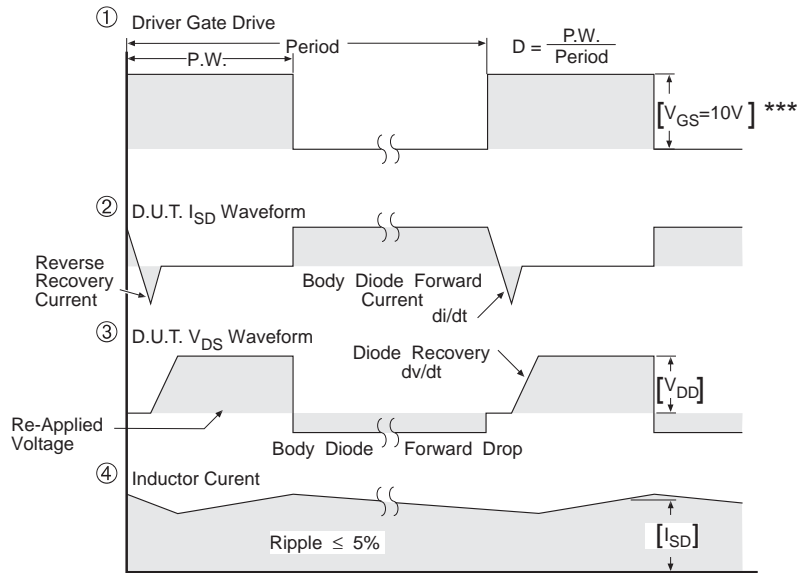 ① Driver Gate Drive
Period
P.W.
D = P.W. / Period
[V_GS=10V] ***
② D.U.T. I_SD Waveform
Reverse
Recovery
Current
Body Diode Forward
Current
di/dt
③ D.U.T. V_DS Waveform
Diode Recovery
dv/dt
[V_DD]
Re-Applied
Voltage
Body Diode Forward Drop
④ Inductor Curent
Ripple ≤ 5%
[I_SD]